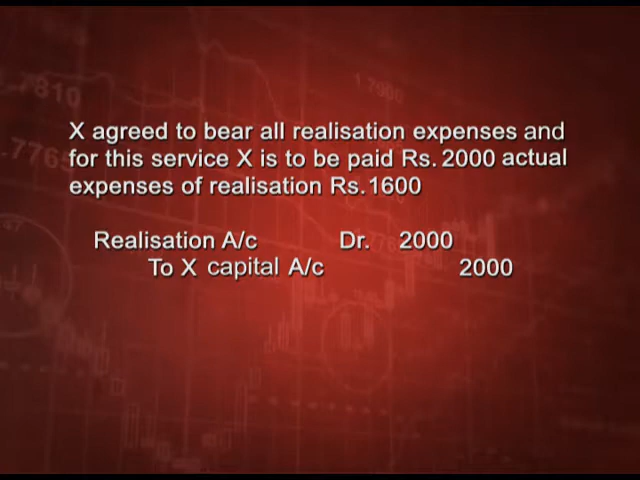 X agreed to bear all realisation expenses and
for this service X is to be paid Rs. 2000 actual
expenses of realisation Rs.1600
Realisation A/c Dr. 2000
To X capital A/c 2000